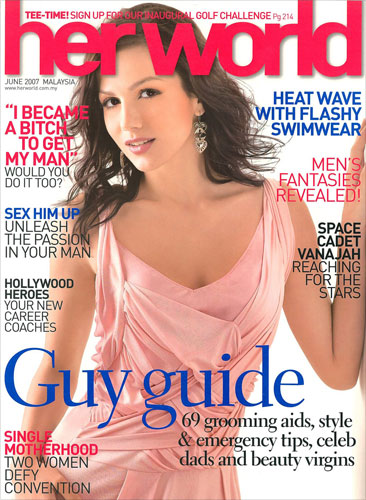 TEE-TIME! SIGN UP FOR OUR INAUGURAL GOLF CHALLENGE Pg 214
herworld
JUNE 2007 MALAYSIA
www.herworld.com.my
"I BECAME
A BITCH
TO GET
MY MAN"
WOULD YOU
DO IT TOO?
SEX HIM UP
UNLEASH
THE PASSION
IN YOUR MAN
HOLLYWOOD
HEROES
YOUR NEW
CAREER
COACHES
HEAT WAVE
WITH FLASHY
SWIMWEAR
MEN'S
FANTASIES
REVEALED!
SPACE
CADET
VANAJAH
REACHING
FOR THE
STARS
Guy guide
69 grooming aids, style
& emergency tips, celeb
dads and beauty virgins
SINGLE
MOTHERHOOD
TWO WOMEN
DEFY
CONVENTION